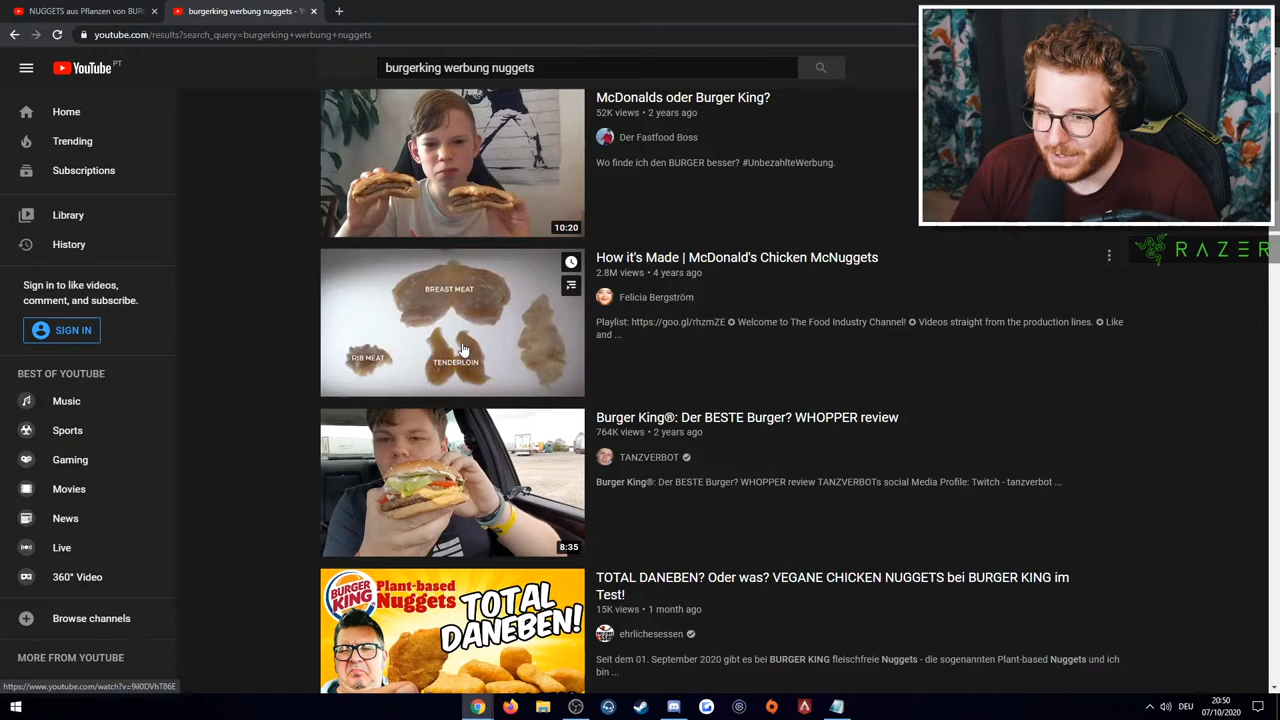 NUGGETS aus Pflanzen von BUR
burgerking werbung nuggets - Y
youtube.com/results?search_query=burgerking+werbung+nuggets
YouTube PT
burgerking werbung nuggets
Home
Trending
Subscriptions
Library
History
Sign in to like videos,
comment, and subscribe.
SIGN IN
BEST OF YOUTUBE
Music
Sports
Gaming
Movies
News
Live
360° Video
Browse channels
MORE FROM YOUTUBE
10:20
McDonalds oder Burger King?
52K views • 2 years ago
Der Fastfood Boss
Wo finde ich den BURGER besser? #UnbezahlteWerbung.
BREAST MEAT
RIB MEAT
TENDERLOIN
How it's Made | McDonald's Chicken McNuggets
2.8M views • 4 years ago
Felicia Bergström
Playlist: https://goo.gl/rhzmZE ✪ Welcome to The Food Industry Channel! ✪ Videos straight from the production lines. ✪ Like
and ...
8:35
Burger King®: Der BESTE Burger? WHOPPER review
764K views • 2 years ago
TANZVERBOT
Burger King®: Der BESTE Burger? WHOPPER review TANZVERBOTs social Media Profile: Twitch - tanzverbot ...
BURGER KING
Plant-based
Nuggets
TOTAL
DANEBEN!
TOTAL DANEBEN? Oder was? VEGANE CHICKEN NUGGETS bei BURGER KING im
Test!
15K views • 1 month ago
ehrlichesessen
Seit dem 01. September 2020 gibt es bei BURGER KING fleischfreie Nuggets - die sogenannten Plant-based Nuggets und ich
bin ...
RAZER
https://www.youtube.com/watch?v=9il0DVhT86E
DEU
20:50
07/10/2020